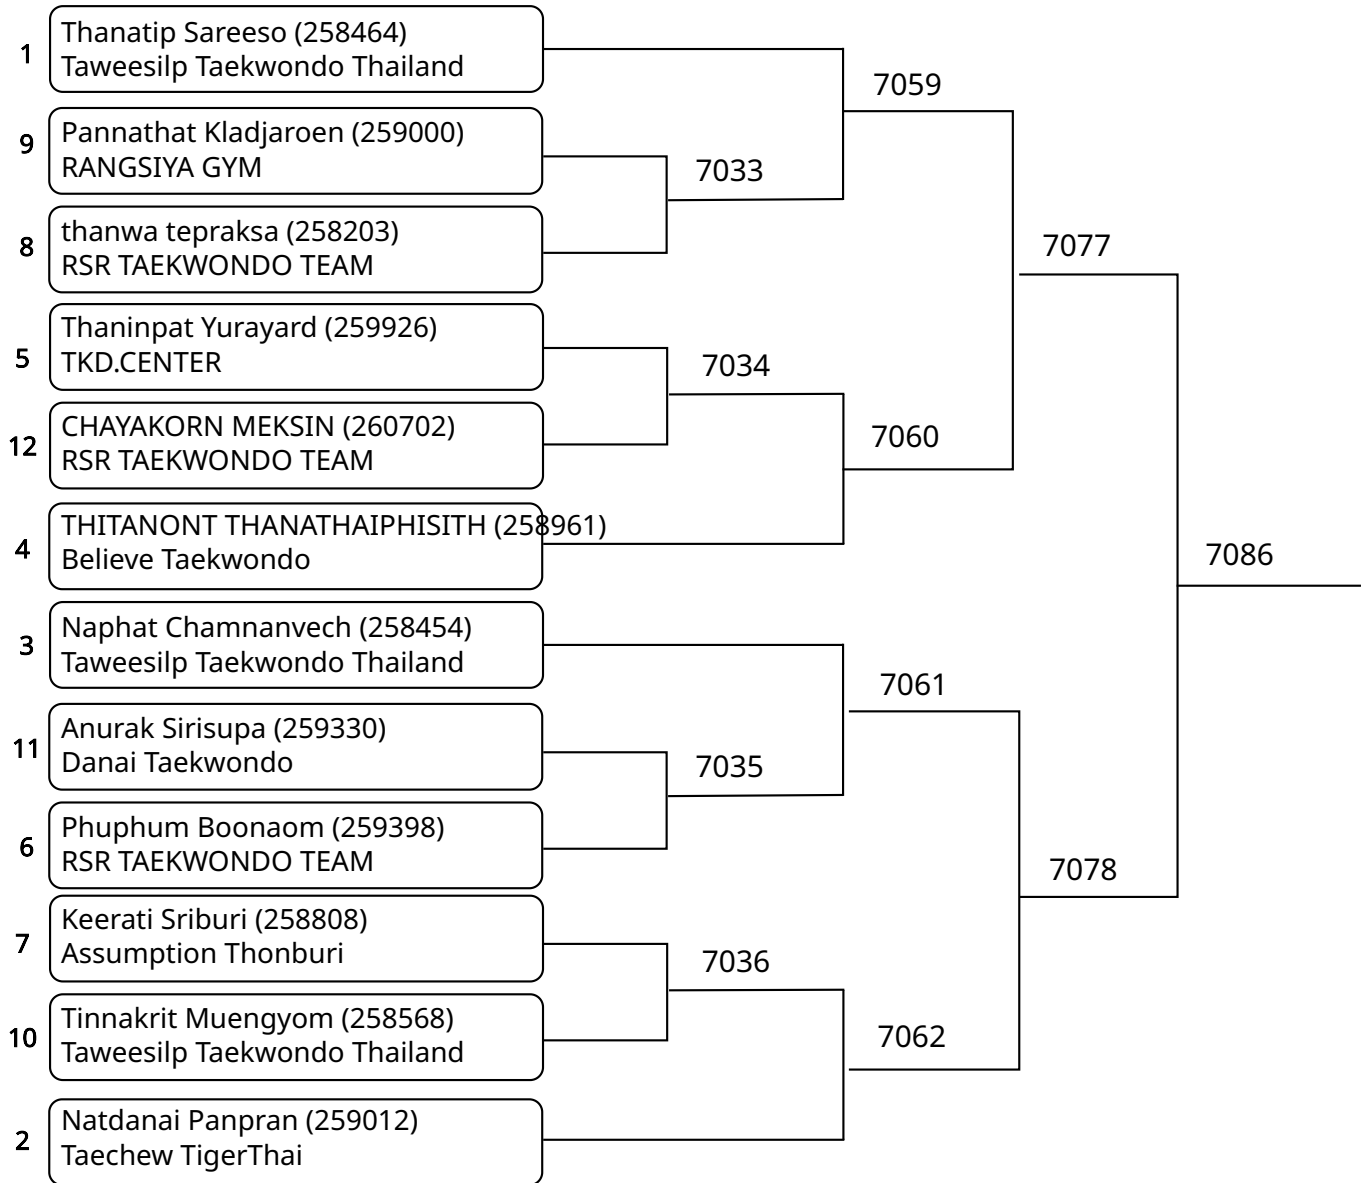 1
Thanatip Sareeso (258464)
Taweesilp Taekwondo Thailand
9
Pannathat Kladjaroen (259000)
RANGSIYA GYM
8
thanwa tepraksa (258203)
RSR TAEKWONDO TEAM
5
Thaninpat Yurayard (259926)
TKD.CENTER
12
CHAYAKORN MEKSIN (260702)
RSR TAEKWONDO TEAM
4
THITANONT THANATHAIPHISITH (258961)
Believe Taekwondo
3
Naphat Chamnanvech (258454)
Taweesilp Taekwondo Thailand
11
Anurak Sirisupa (259330)
Danai Taekwondo
6
Phuphum Boonaom (259398)
RSR TAEKWONDO TEAM
7
Keerati Sriburi (258808)
Assumption Thonburi
10
Tinnakrit Muengyom (258568)
Taweesilp Taekwondo Thailand
2
Natdanai Panpran (259012)
Taechew TigerThai
7033
7034
7035
7036
7059
7060
7061
7062
7077
7078
7086